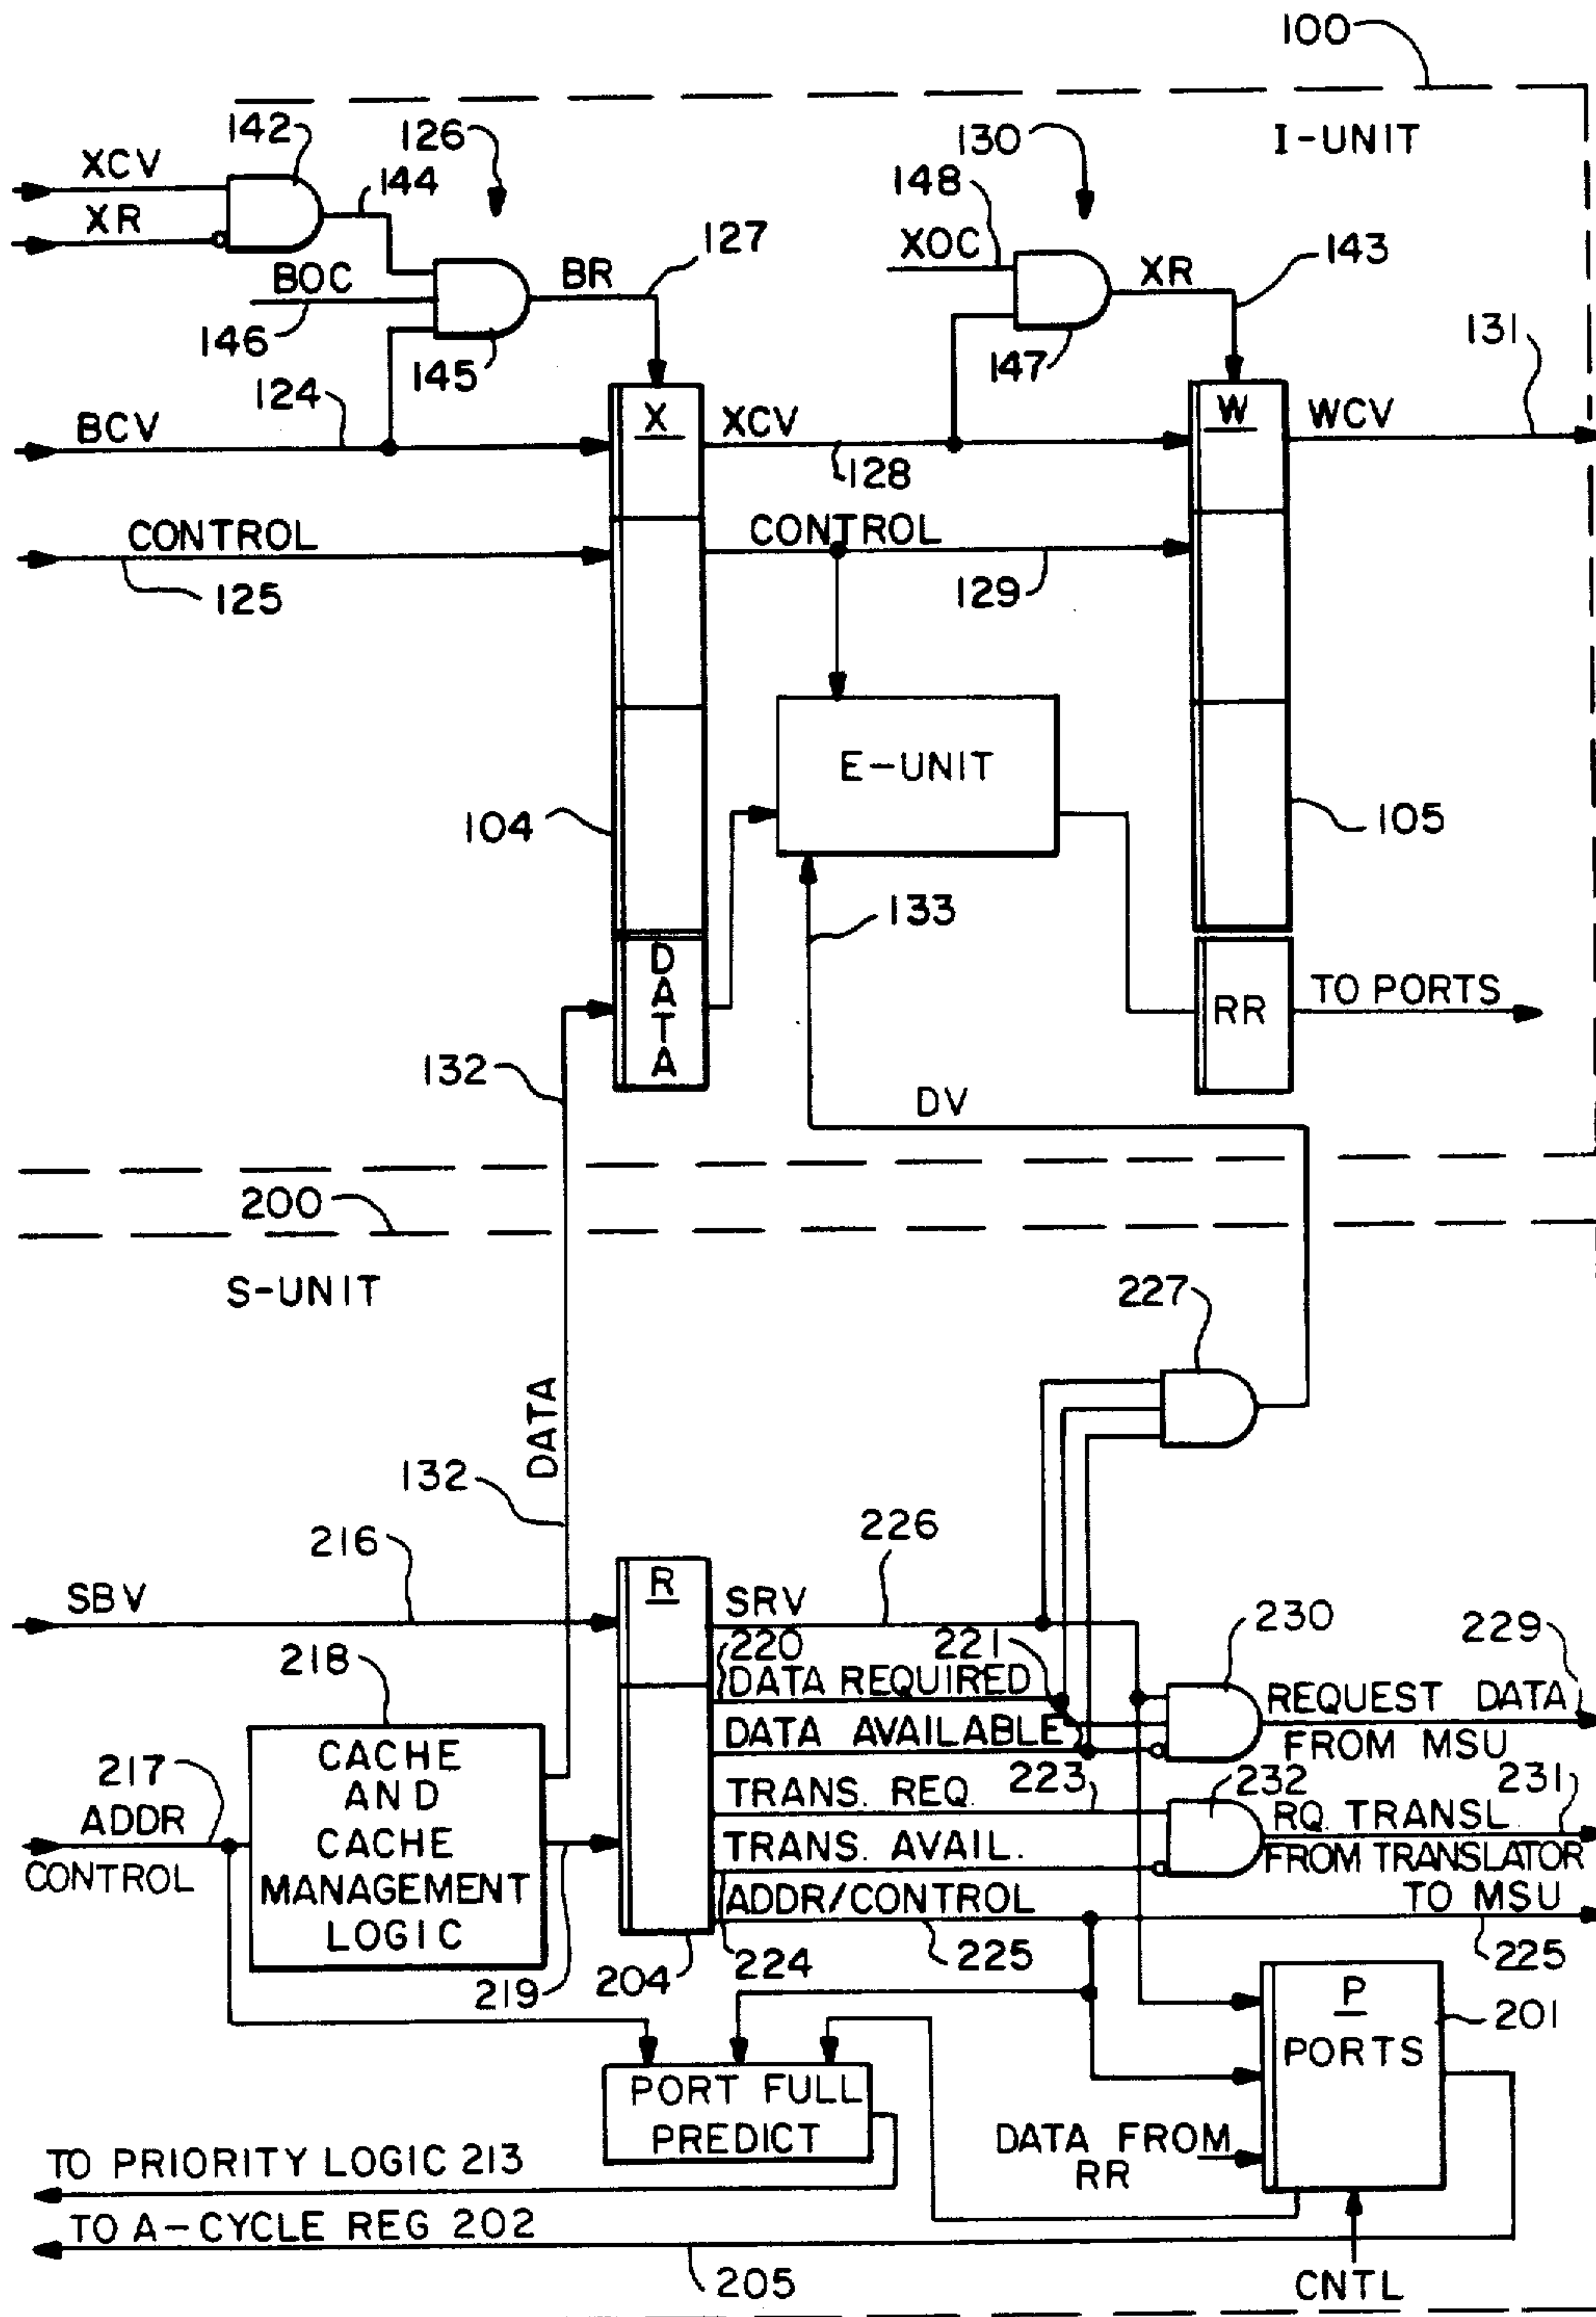 100
I-UNIT
142
126
130
XCV
144
148
XR
127
XOC
143
BOC
BR
XR
146
145
147
131
124
BCV
X
XCV
W
WCV
128
CONTROL
CONTROL
125
129
E-UNIT
104
105
133
DATA
RR
TO PORTS
132
DV
200
S-UNIT
227
DATA
132
216
226
SBV
R
SRV
230
229
218
220
221
DATA REQUIRED
REQUEST DATA
DATA AVAILABLE
FROM MSU
CACHE
AND
CACHE
MANAGEMENT
LOGIC
217
ADDR
CONTROL
223
232
231
TRANS. REQ.
RQ. TRANSL
TRANS. AVAIL.
FROM TRANSLATOR
ADDR/CONTROL
TO MSU
219
204
224
225
225
P
PORTS
201
PORT FULL
PREDICT
DATA FROM
RR
TO PRIORITY LOGIC 213
TO A-CYCLE REG 202
205
CNTL